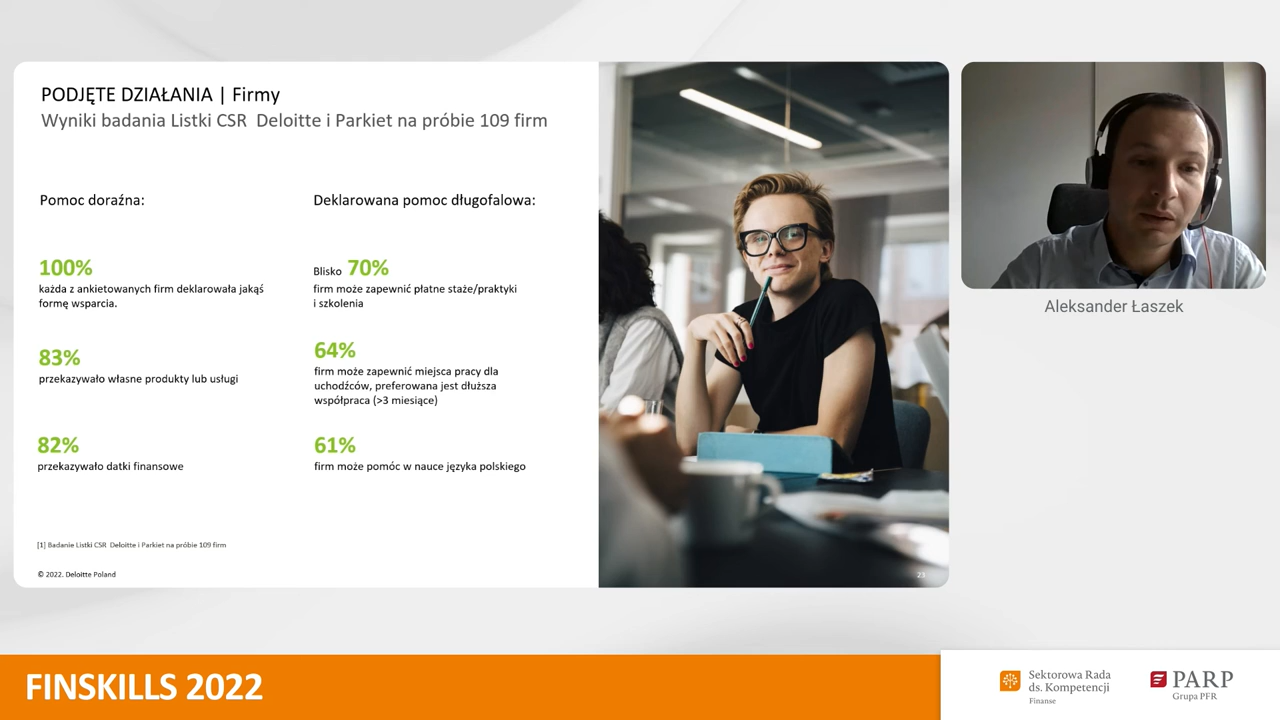 PODJĘTE DZIAŁANIA | Firmy
Wyniki badania Listki CSR Deloitte i Parkiet na próbie 109 firm
Pomoc doraźna:
100%
każda z ankietowanych firm deklarowała jakąś
formę wsparcia.
83%
przekazywało własne produkty lub usługi
82%
przekazywało datki finansowe
Deklarowana pomoc długofalowa:
Blisko 70%
firm może zapewnić płatne staże/praktyki
i szkolenia
64%
firm może zapewnić miejsca pracy dla
uchodźców, preferowana jest dłuższa
współpraca (>3 miesiące)
61%
firm może pomóc w nauce języka polskiego
[1] Badanie Listki CSR Deloitte i Parkiet na próbie 109 firm
© 2022. Deloitte Poland
23
Aleksander Łaszek
FINSKILLS 2022
Sektorowa Rada
ds. Kompetencji
Finanse
PARP
Grupa PFR